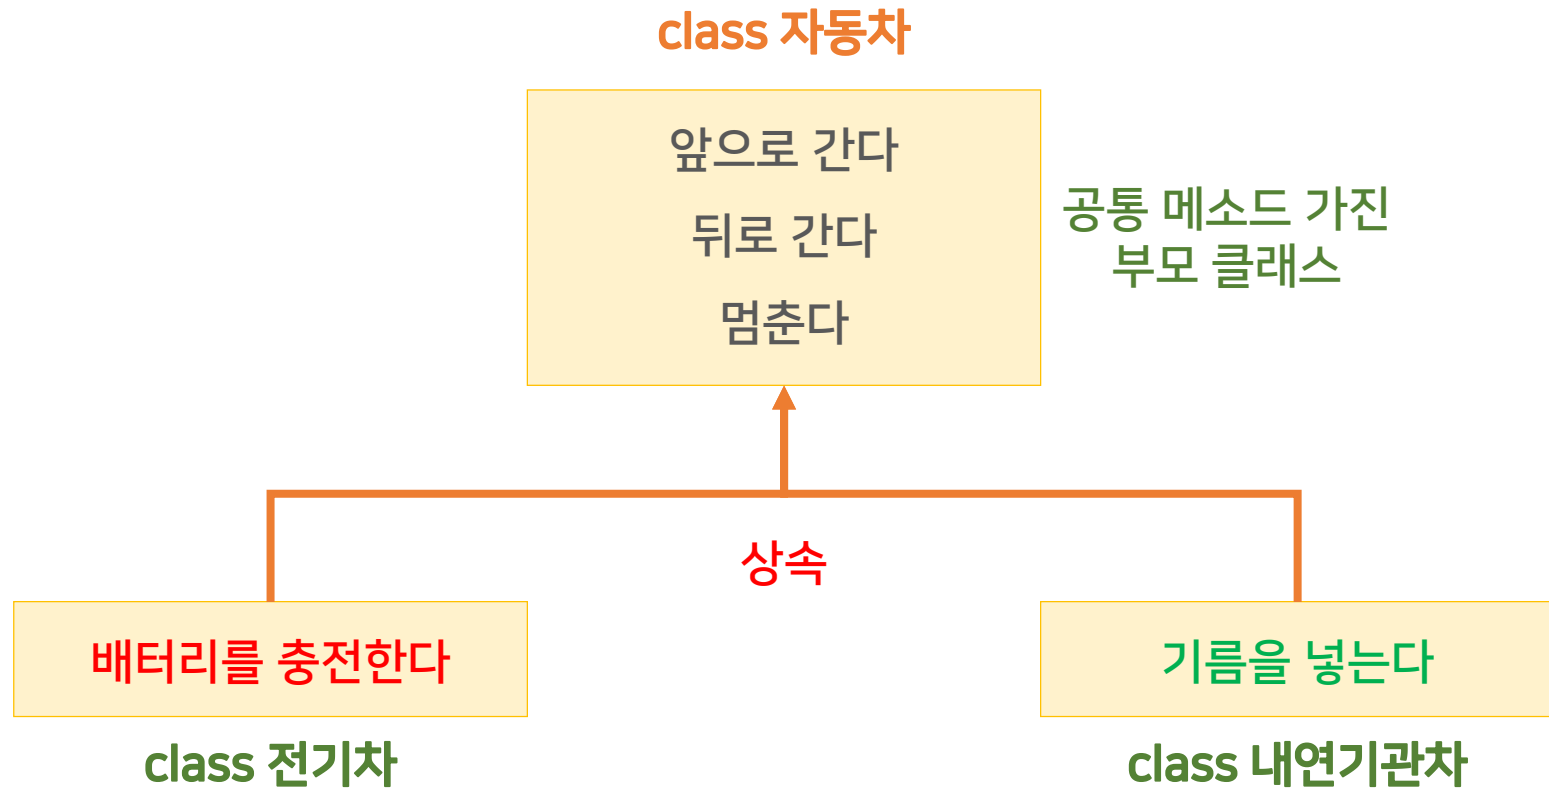 class 자동차
앞으로 간다
뒤로 간다
멈춘다
공통 메소드 가진
부모 클래스
상속
배터리를 충전한다
기름을 넣는다
class 전기차
class 내연기관차